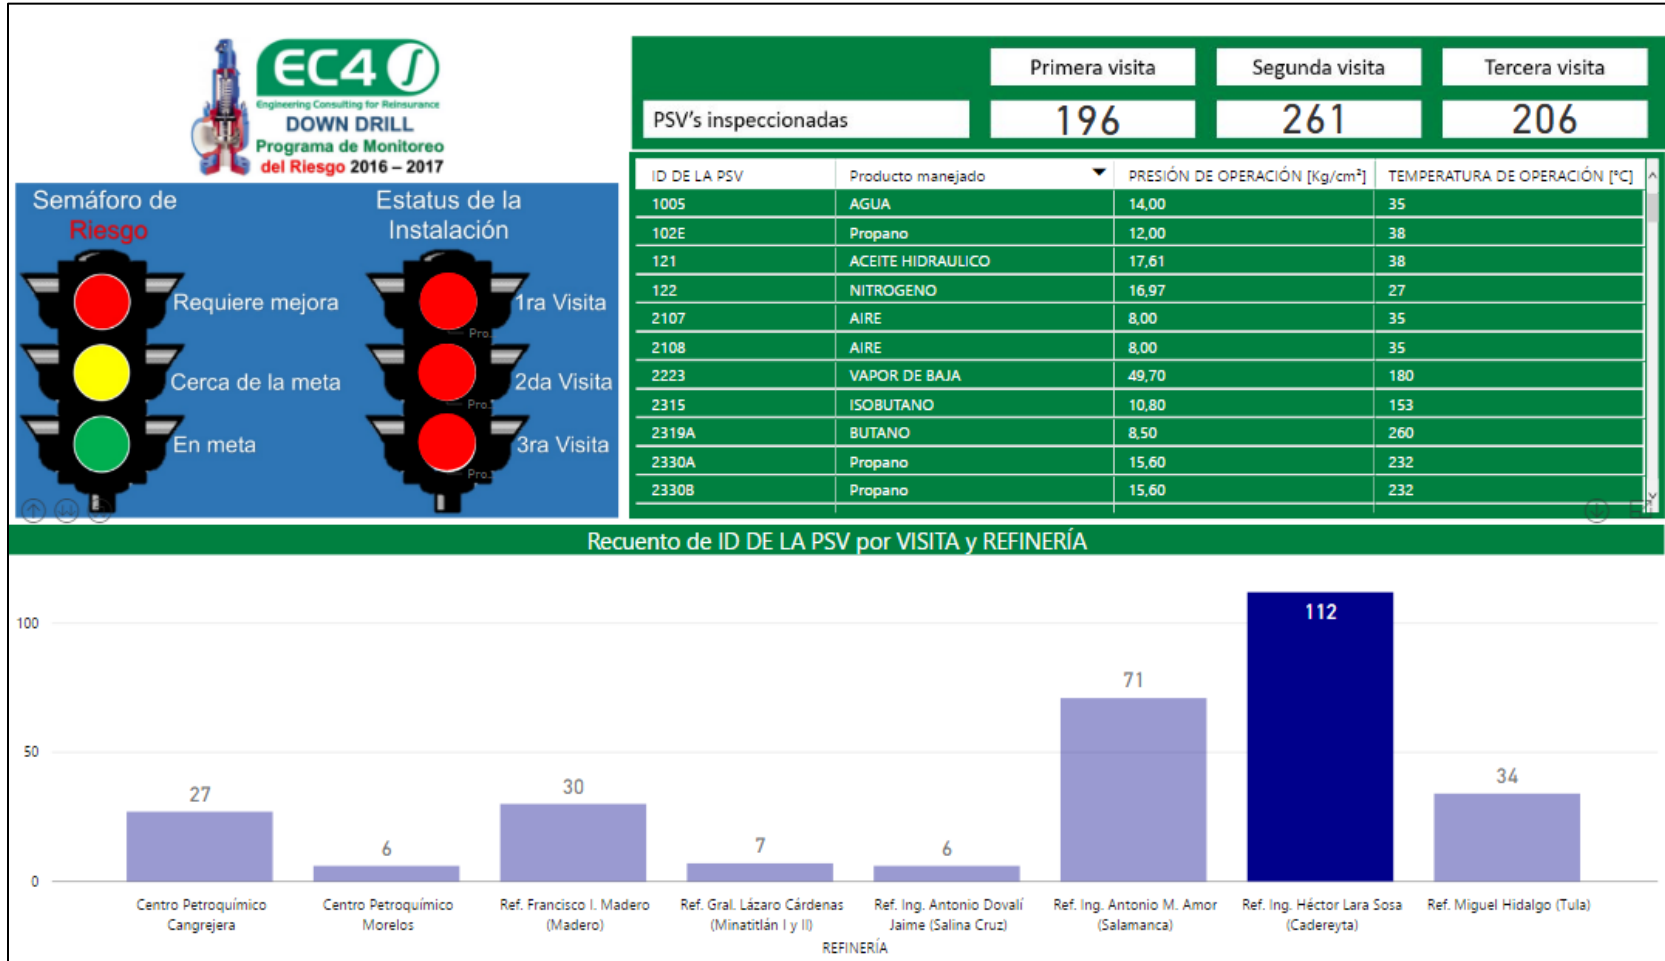 EC4
Engineering Consulting for Reinsurance
DOWN DRILL
Programa de Monitoreo
del Riesgo 2016 – 2017
Primera visita Segunda visita Tercera visita
PSV's inspeccionadas 196 261 206
ID DE LA PSV Producto manejado PRESIÓN DE OPERACIÓN [Kg/cm²] TEMPERATURA DE OPERACIÓN [°C]
1005 AGUA 14,00 35
102E Propano 12,00 38
121 ACEITE HIDRAULICO 17,61 38
122 NITROGENO 16,97 27
2107 AIRE 8,00 35
2108 AIRE 8,00 35
2223 VAPOR DE BAJA 49,70 180
2315 ISOBUTANO 10,80 153
2319A BUTANO 8,50 260
2330A Propano 15,60 232
2330B Propano 15,60 232
Semáforo de
Riesgo
Requiere mejora
Cerca de la meta
En meta
Estatus de la
Instalación
1ra Visita
Pro.
2da Visita
Pro.
3ra Visita
Pro.
Recuento de ID DE LA PSV por VISITA y REFINERÍA
100
50
0
27
6
30
7
6
71
112
34
Centro Petroquímico
Cangrejera
Centro Petroquímico
Morelos
Ref. Francisco I. Madero
(Madero)
Ref. Gral. Lázaro Cárdenas
(Minatitlán I y II)
Ref. Ing. Antonio Dovalí
Jaime (Salina Cruz)
Ref. Ing. Antonio M. Amor
(Salamanca)
Ref. Ing. Héctor Lara Sosa
(Cadereyta)
Ref. Miguel Hidalgo (Tula)
REFINERÍA